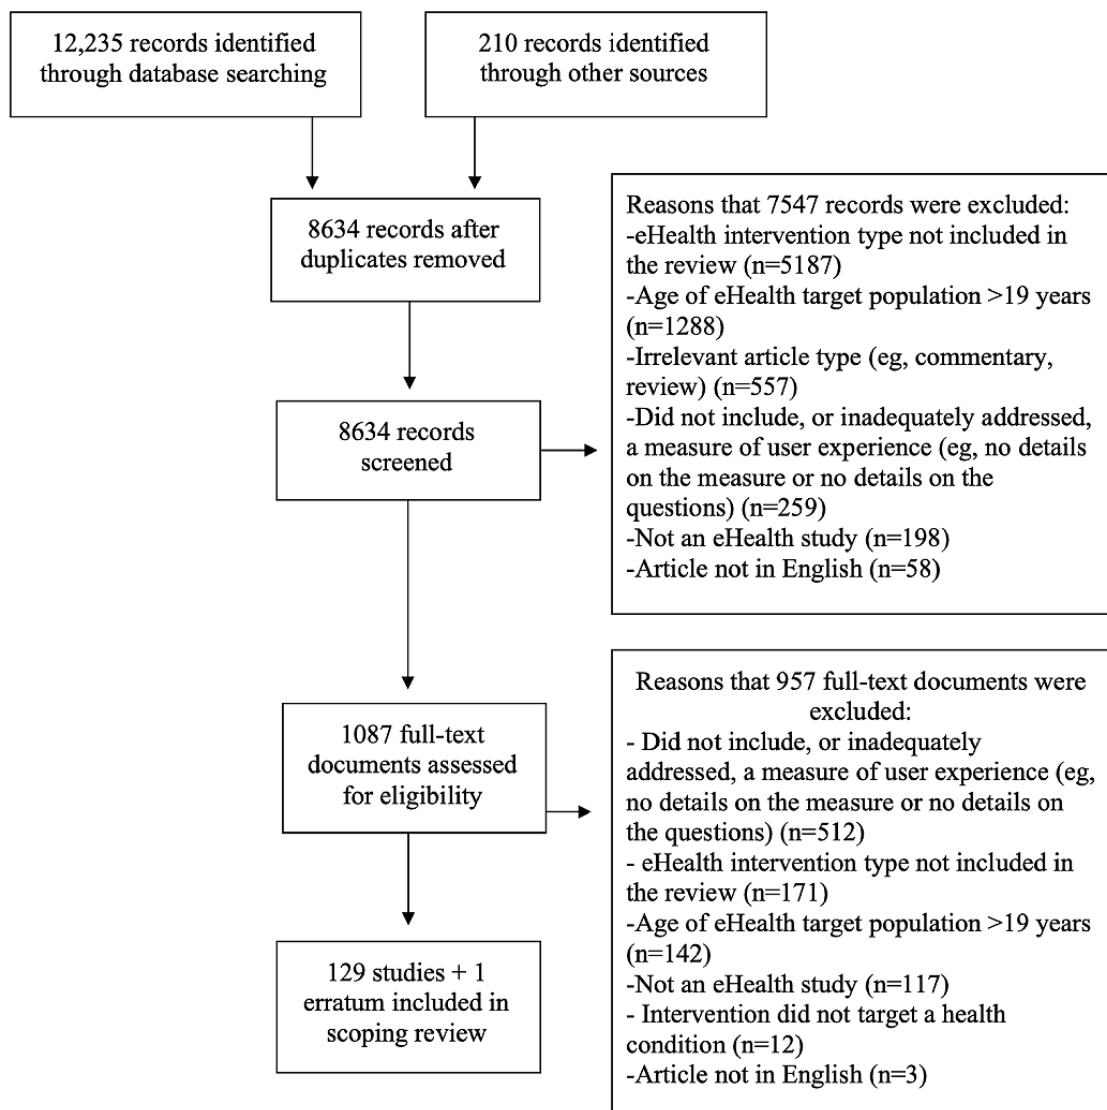 12,235 records identified
through database searching
210 records identified
through other sources
8634 records after
duplicates removed
Reasons that 7547 records were excluded:
-eHealth intervention type not included in
the review (n=5187)
-Age of eHealth target population >19 years
(n=1288)
-Irrelevant article type (eg, commentary,
review) (n=557)
-Did not include, or inadequately addressed,
a measure of user experience (eg, no details
on the measure or no details on the
questions) (n=259)
-Not an eHealth study (n=198)
-Article not in English (n=58)
8634 records
screened
1087 full-text
documents assessed
for eligibility
Reasons that 957 full-text documents were
excluded:
- Did not include, or inadequately
addressed, a measure of user experience (eg,
no details on the measure or no details on
the questions) (n=512)
- eHealth intervention type not included in
the review (n=171)
-Age of eHealth target population >19 years
(n=142)
-Not an eHealth study (n=117)
- Intervention did not target a health
condition (n=12)
-Article not in English (n=3)
129 studies + 1
erratum included in
scoping review